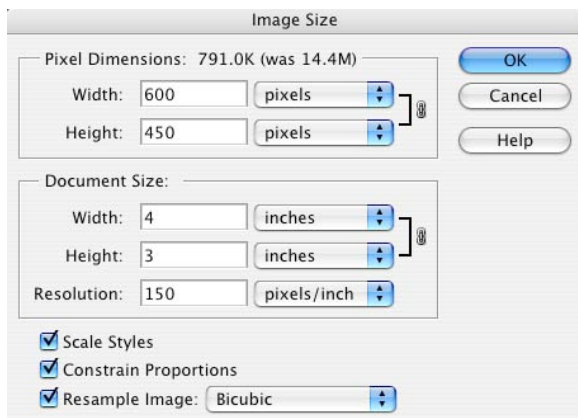 Image Size
Pixel Dimensions: 791.0K (was 14.4M)
OK
Width: 600 pixels
Cancel
Height: 450 pixels
Help
Document Size:
Width: 4 inches
Height: 3 inches
Resolution: 150 pixels/inch
Scale Styles
Constrain Proportions
Resample Image: Bicubic